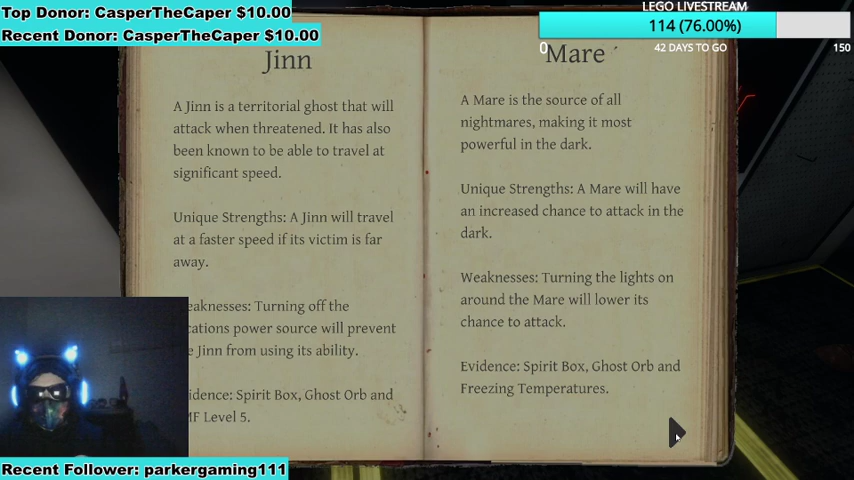 Top Donor: CasperTheCaper $10.00
Recent Donor: CasperTheCaper $10.00
LEGO LIVESTREAM
114 (76.00%)
0
42 DAYS TO GO
150
Jinn
A Jinn is a territorial ghost that will
attack when threatened. It has also
been known to be able to travel at
significant speed.
Unique Strengths: A Jinn will travel
at a faster speed if its victim is far
away.
eaknesses: Turning off the
cations power source will prevent
e Jinn from using its ability.
idence: Spirit Box, Ghost Orb and
MF Level 5.
Mare
A Mare is the source of all
nightmares, making it most
powerful in the dark.
Unique Strengths: A Mare will have
an increased chance to attack in the
dark.
Weaknesses: Turning the lights on
around the Mare will lower its
chance to attack.
Evidence: Spirit Box, Ghost Orb and
Freezing Temperatures.
Recent Follower: parkergaming111